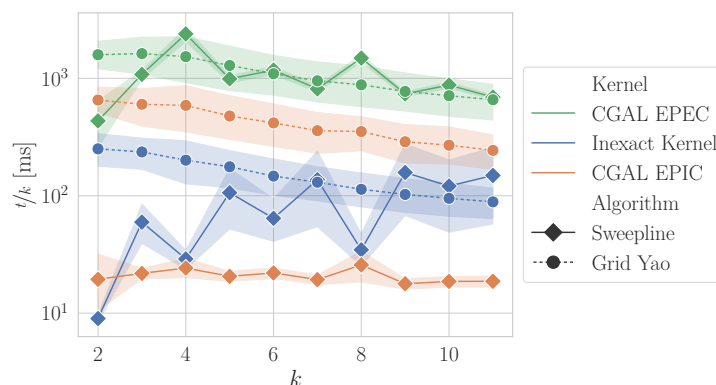 10³
10²
10¹
t/k [ms]
2
4
6
8
10
k
Kernel
CGAL EPEC
Inexact Kernel
CGAL EPIC
Algorithm
Sweepline
Grid Yao